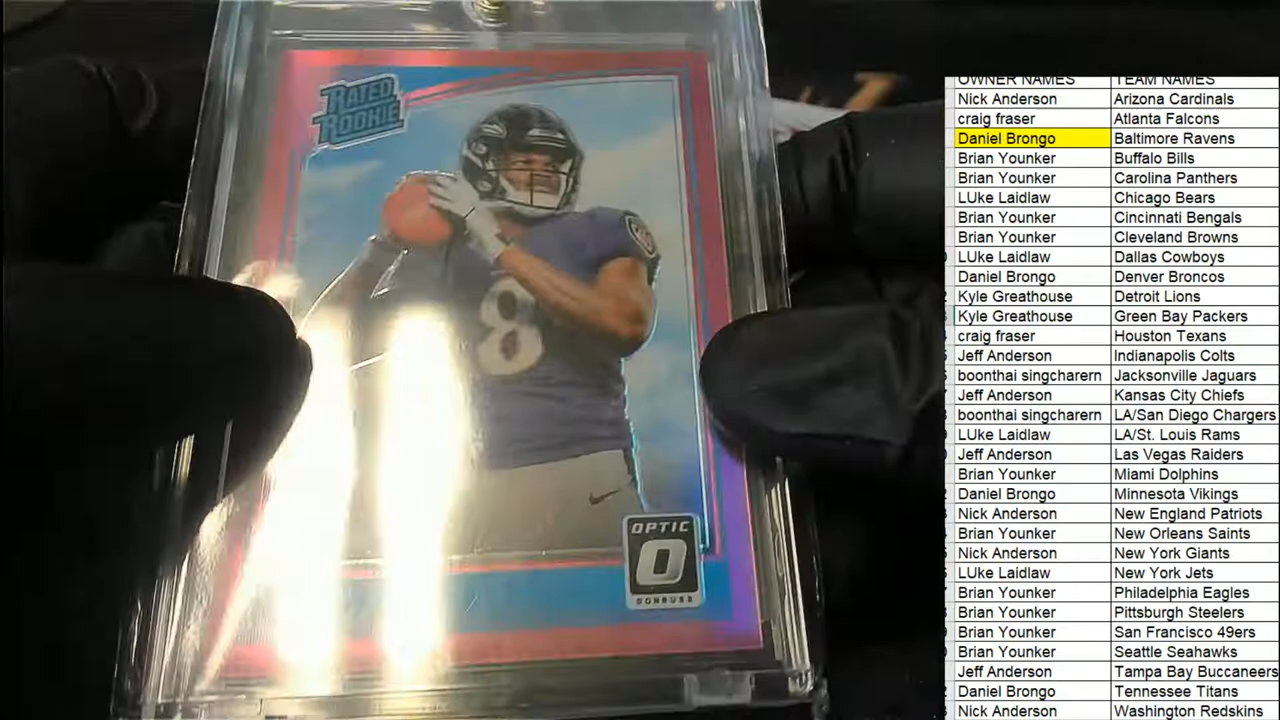 RATED
ROOKIE
8
OPTIC
O
DONRUSS
OWNER NAMES TEAM NAMES
Nick Anderson Arizona Cardinals
craig fraser Atlanta Falcons
Daniel Brongo Baltimore Ravens
Brian Younker Buffalo Bills
Brian Younker Carolina Panthers
LUke Laidlaw Chicago Bears
Brian Younker Cincinnati Bengals
Brian Younker Cleveland Browns
LUke Laidlaw Dallas Cowboys
Daniel Brongo Denver Broncos
Kyle Greathouse Detroit Lions
Kyle Greathouse Green Bay Packers
craig fraser Houston Texans
Jeff Anderson Indianapolis Colts
boonthai singcharern Jacksonville Jaguars
Jeff Anderson Kansas City Chiefs
boonthai singcharern LA/San Diego Chargers
LUke Laidlaw LA/St. Louis Rams
Jeff Anderson Las Vegas Raiders
Brian Younker Miami Dolphins
Daniel Brongo Minnesota Vikings
Nick Anderson New England Patriots
Brian Younker New Orleans Saints
Nick Anderson New York Giants
LUke Laidlaw New York Jets
Brian Younker Philadelphia Eagles
Brian Younker Pittsburgh Steelers
Brian Younker San Francisco 49ers
Brian Younker Seattle Seahawks
Jeff Anderson Tampa Bay Buccaneers
Daniel Brongo Tennessee Titans
Nick Anderson Washington Redskins